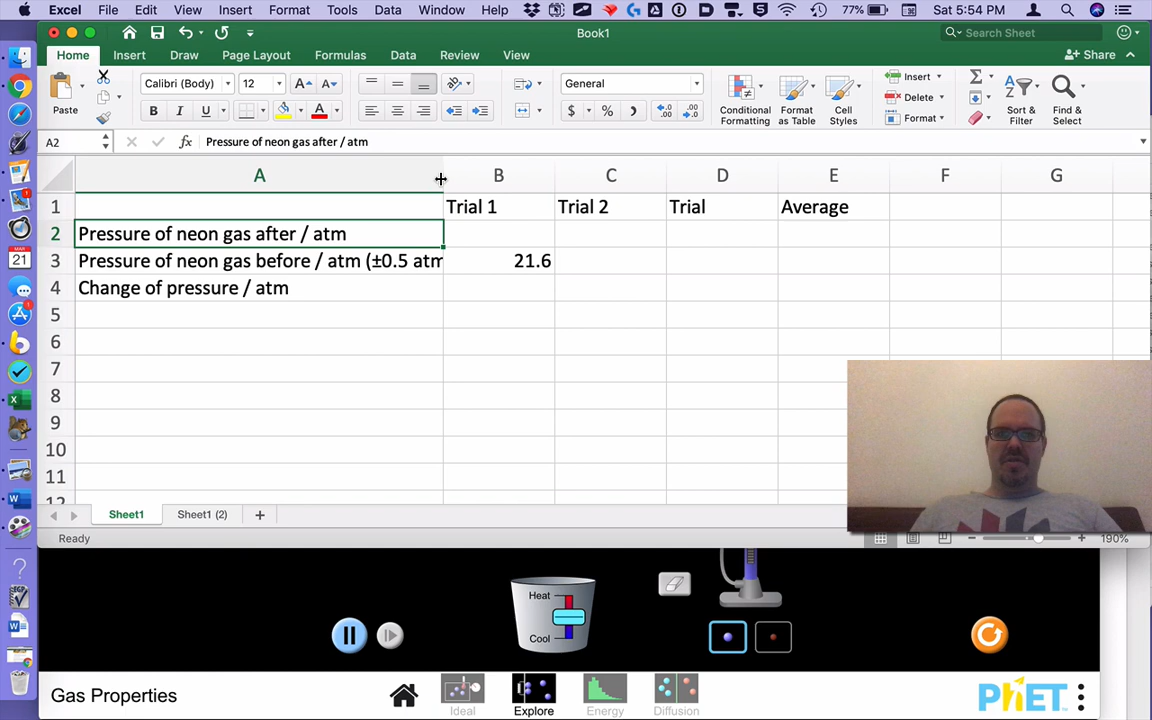 Excel File Edit View Insert Format Tools Data Window Help 77% Sat 5:54 PM
Book1
Search Sheet
Home Insert Draw Page Layout Formulas Data Review View
Share
Paste
Calibri (Body) 12
General
Conditional Formatting
Format as Table
Cell Styles
Insert
Delete
Format
Sort & Filter
Find & Select
A2 fx Pressure of neon gas after / atm
A B C D E F G
1 Trial 1 Trial 2 Trial Average
2 Pressure of neon gas after / atm
3 Pressure of neon gas before / atm (±0.5 atm 21.6
4 Change of pressure / atm
5
6
7
8
9
10
11
12
Sheet1 Sheet1 (2)
Ready 190%
Heat
Cool
Gas Properties
Ideal Explore Energy Diffusion
PhET